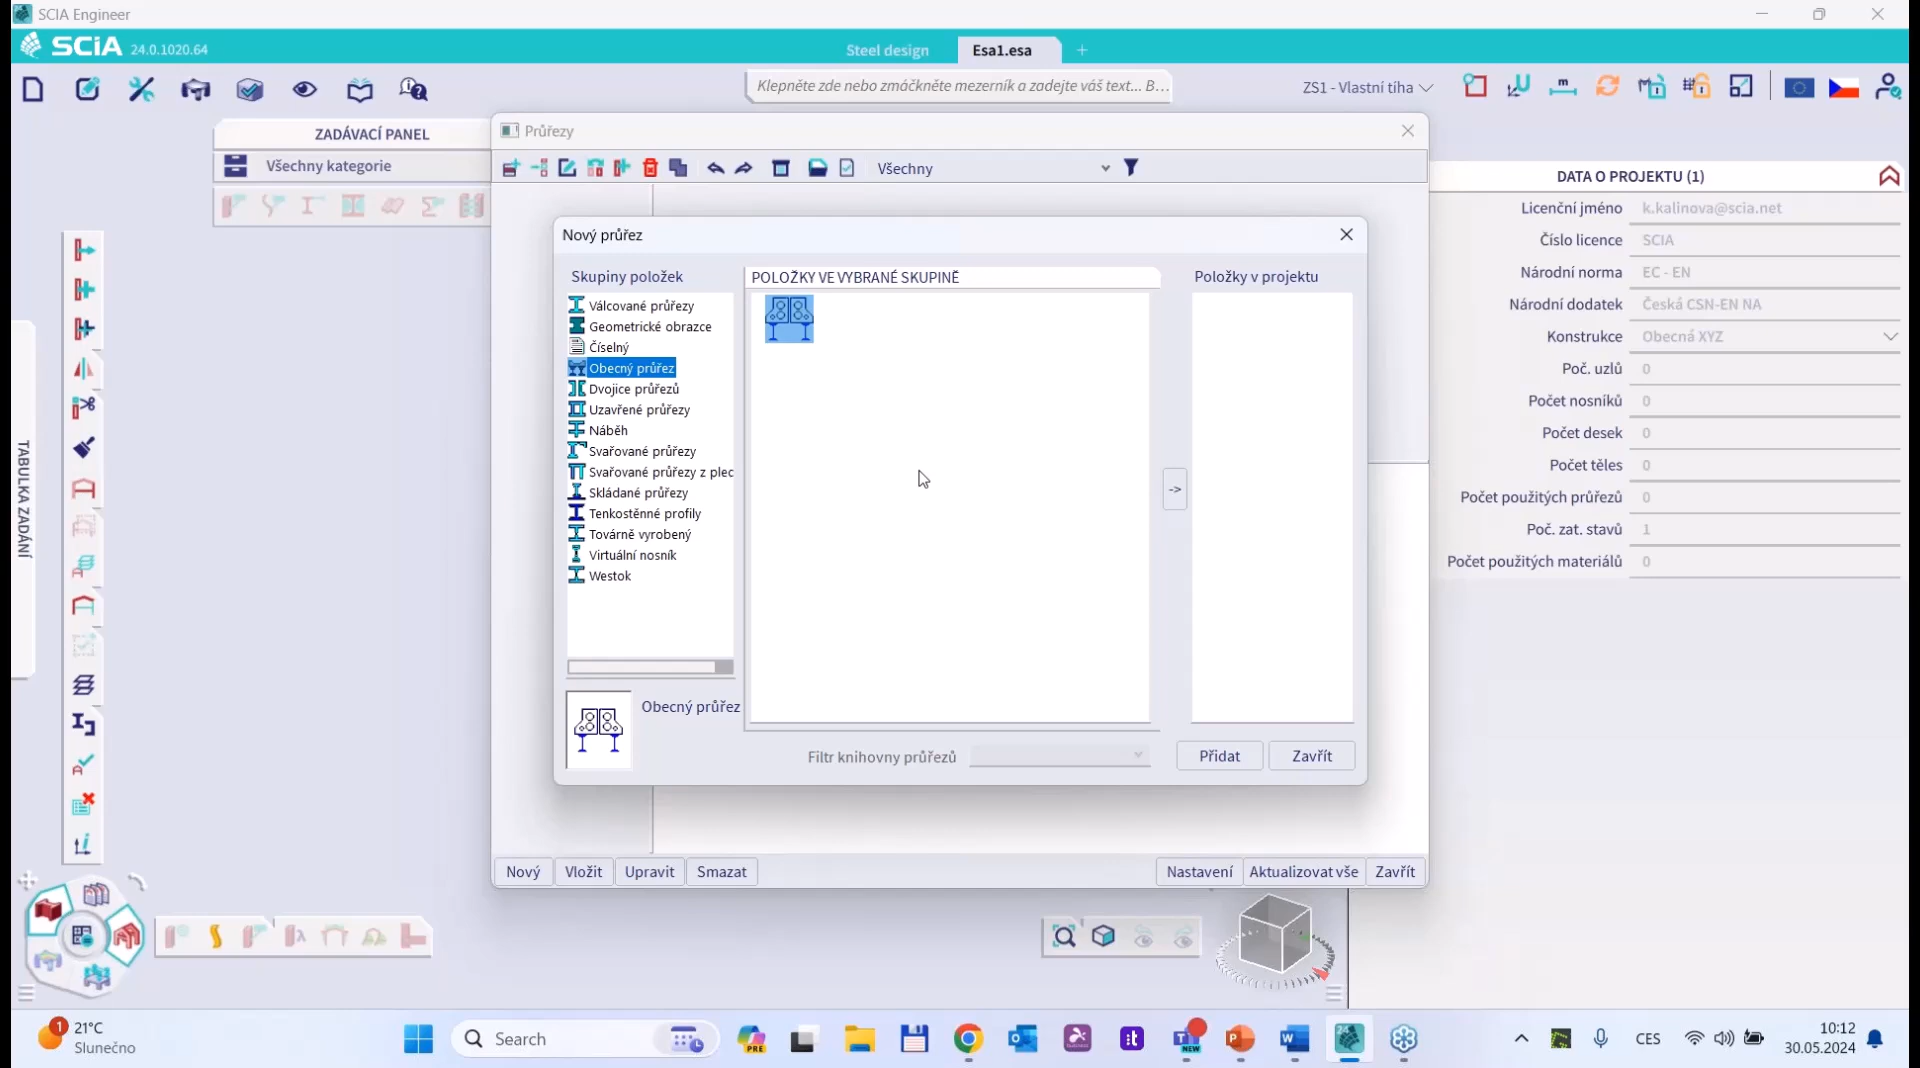 SCIA Engineer
SCiA 24.0.1020.64
Steel design
Esa1.esa
+
Klepněte zde nebo zmáčkněte mezerník a zadejte váš text... B...
ZS1 - Vlastní tíha
ZADÁVACÍ PANEL
Všechny kategorie
TABULKA ZADÁNÍ
Průřezy
Všechny
Nový průřez
Skupiny položek
Válcované průřezy
Geometrické obrazce
Číselný
Obecný průřez
Dvojice průřezů
Uzavřené průřezy
Náběh
Svařované průřezy
Svařované průřezy z plec
Skládané průřezy
Tenkostěnné profily
Továrně vyrobený
Virtuální nosník
Westok
POLOŽKY VE VYBRANÉ SKUPINĚ
Položky v projektu
->
Obecný průřez
Filtr knihovny průřezů
Přidat
Zavřít
Nový
Vložit
Upravit
Smazat
Nastavení
Aktualizovat vše
Zavřít
DATA O PROJEKTU (1)
Licenční jméno k.kalinova@scia.net
Číslo licence SCIA
Národní norma EC - EN
Národní dodatek Česká CSN-EN NA
Konstrukce Obecná XYZ
Poč. uzlů 0
Počet nosníků 0
Počet desek 0
Počet těles 0
Počet použitých průřezů 0
Poč. zat. stavů 1
Počet použitých materiálů 0
1
21°C
Slunečno
Search
PRE
NEW
CES
10:12
30.05.2024